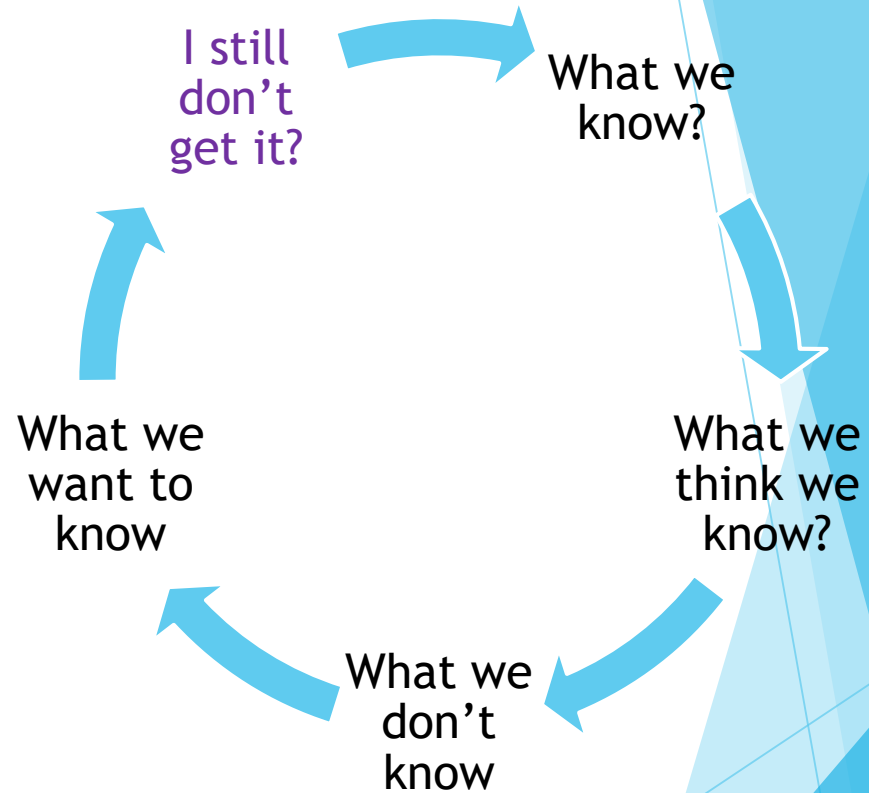 I still
don’t
get it?
What we
know?
What we
think we
know?
What we
don’t
know
What we
want to
know